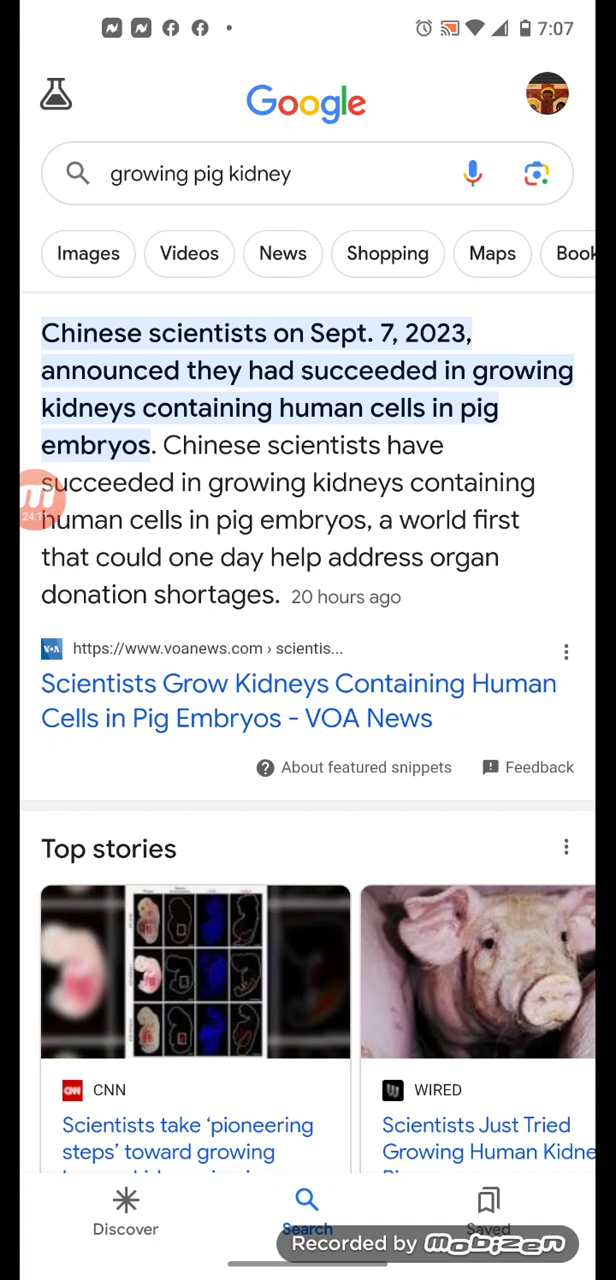 7:07
Google
growing pig kidney
Images Videos News Shopping Maps Book
Chinese scientists on Sept. 7, 2023,
announced they had succeeded in growing
kidneys containing human cells in pig
embryos. Chinese scientists have
succeeded in growing kidneys containing
human cells in pig embryos, a world first
that could one day help address organ
donation shortages. 20 hours ago
VOA https://www.voanews.com › scientis...
Scientists Grow Kidneys Containing Human
Cells in Pig Embryos - VOA News
About featured snippets Feedback
Top stories
CNN
Scientists take 'pioneering
steps' toward growing
WIRED
Scientists Just Tried
Growing Human Kidne
Discover Search Saved
Recorded by mobizen